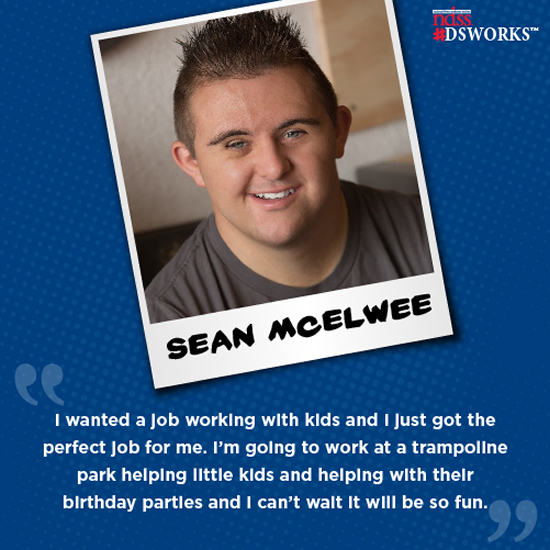 ndss
#DSWORKS™
SEAN MCELWEE
“
I wanted a job working with kids and I just got the
perfect job for me. I’m going to work at a trampoline
park helping little kids and helping with their
birthday parties and I can’t wait it will be so fun.
”